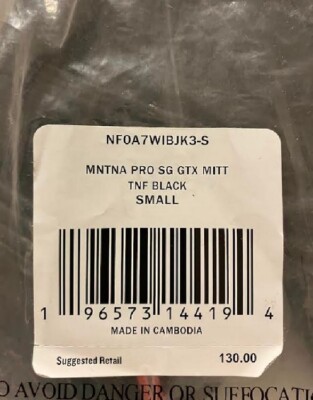 NF0A7WIBJK3-S
MNTNA PRO SG GTX MITT
TNF BLACK
SMALL
1 96573 14419 4
MADE IN CAMBODIA
Suggested Retail 130.00
O AVOID DANGER OR SUFFOCATI